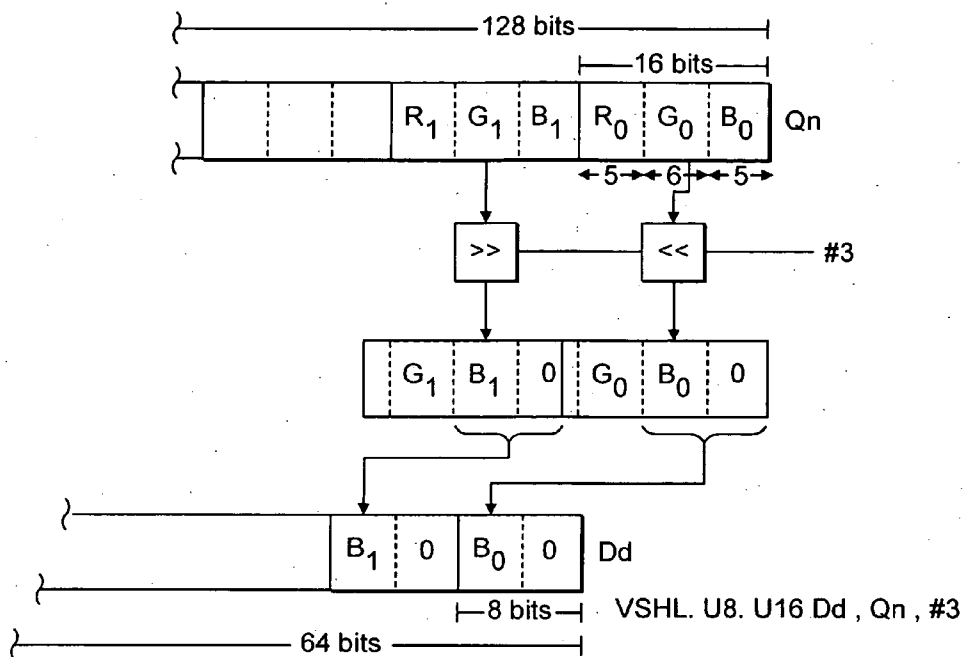 128 bits
16 bits
R1 G1 B1 R0 G0 B0 Qn
5 6 5
>> << #3
G1 B1 0 G0 B0 0
B1 0 B0 0 Dd
8 bits VSHL. U8. U16 Dd , Qn , #3
64 bits